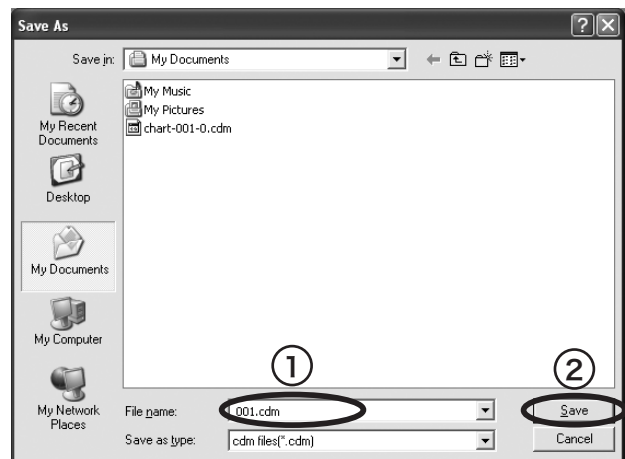 Save As
Save in: My Documents
My Recent
Documents
Desktop
My Documents
My Computer
My Network
Places
My Music
My Pictures
chart-001-0.cdm
①
②
File name: 001.cdm Save
Save as type: cdm files(*.cdm) Cancel